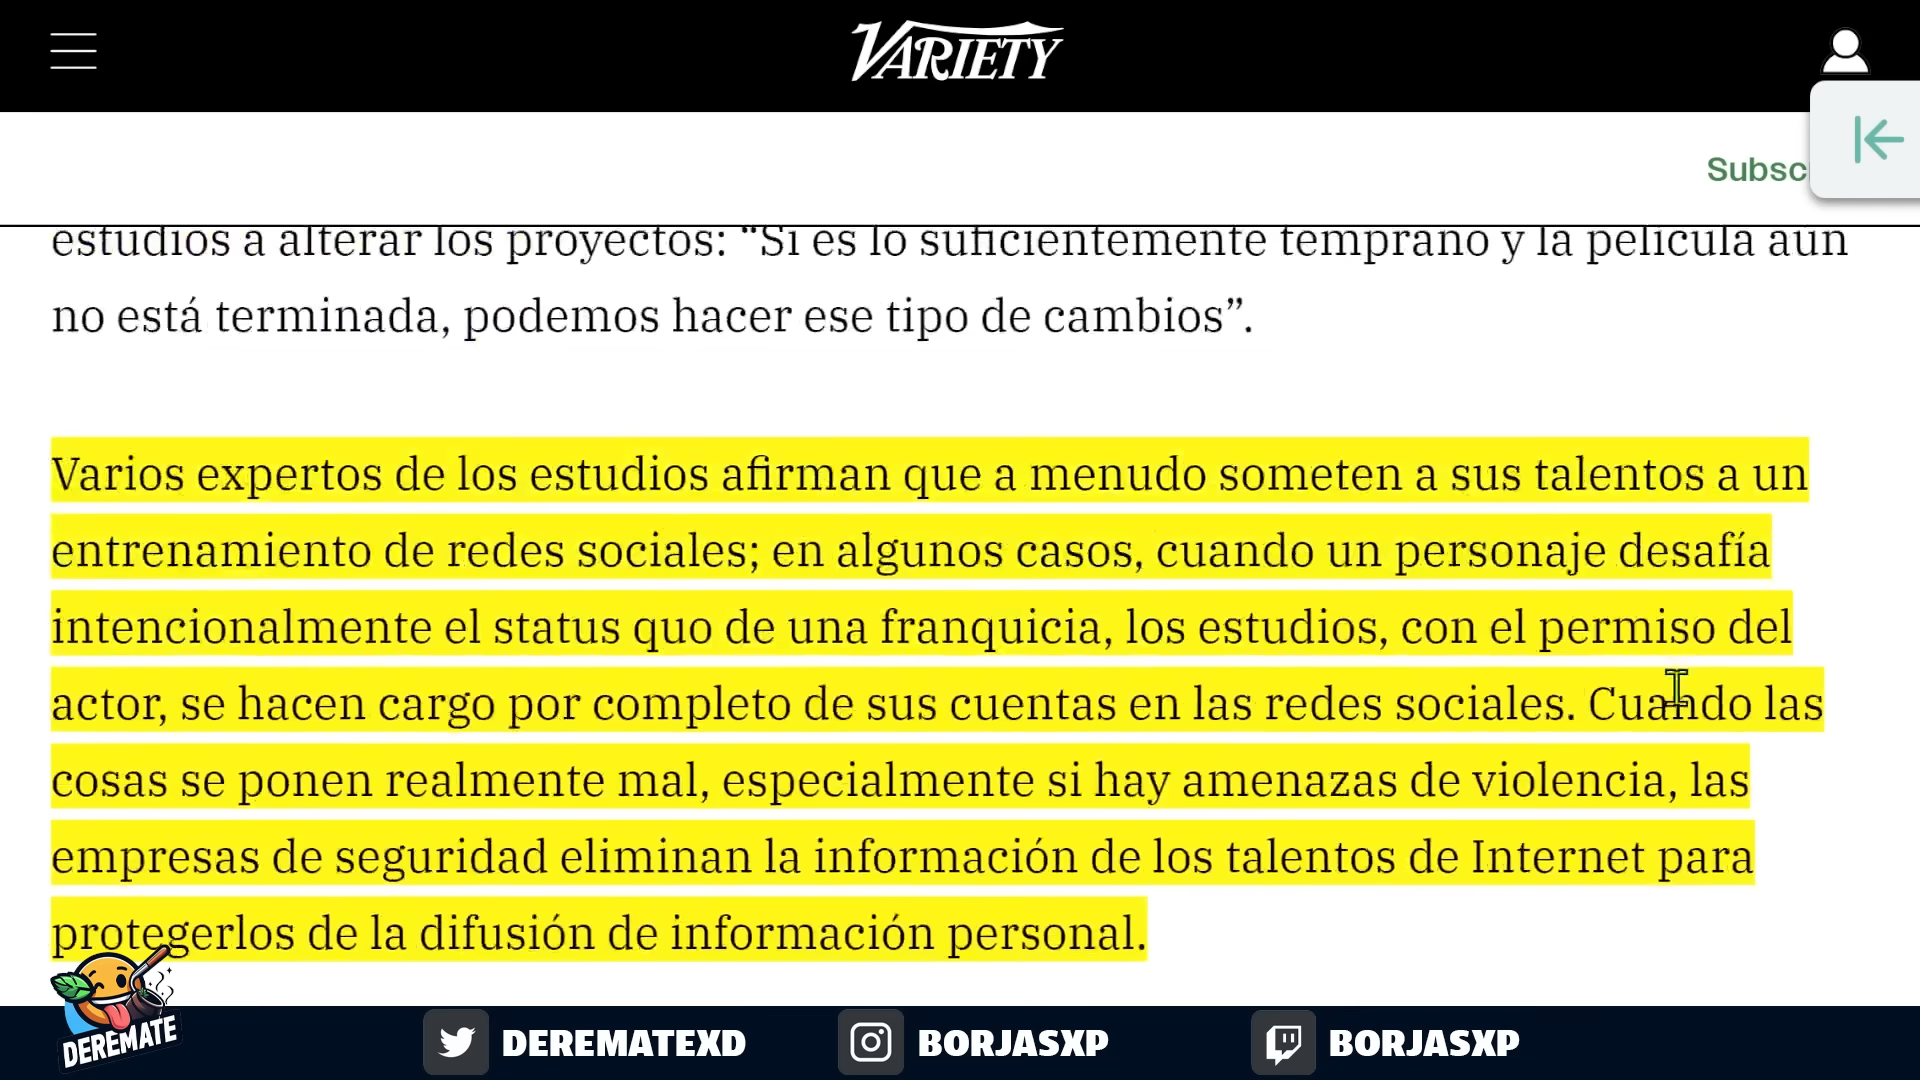 VARIETY
Subsc
estudios a alterar los proyectos: “Si es lo suficientemente temprano y la película aún
no está terminada, podemos hacer ese tipo de cambios”.
Varios expertos de los estudios afirman que a menudo someten a sus talentos a un
entrenamiento de redes sociales; en algunos casos, cuando un personaje desafía
intencionalmente el status quo de una franquicia, los estudios, con el permiso del
actor, se hacen cargo por completo de sus cuentas en las redes sociales. Cuando las
cosas se ponen realmente mal, especialmente si hay amenazas de violencia, las
empresas de seguridad eliminan la información de los talentos de Internet para
protegerlos de la difusión de información personal.
DEREMATE
DEREMATEXD
BORJASXP
BORJASXP